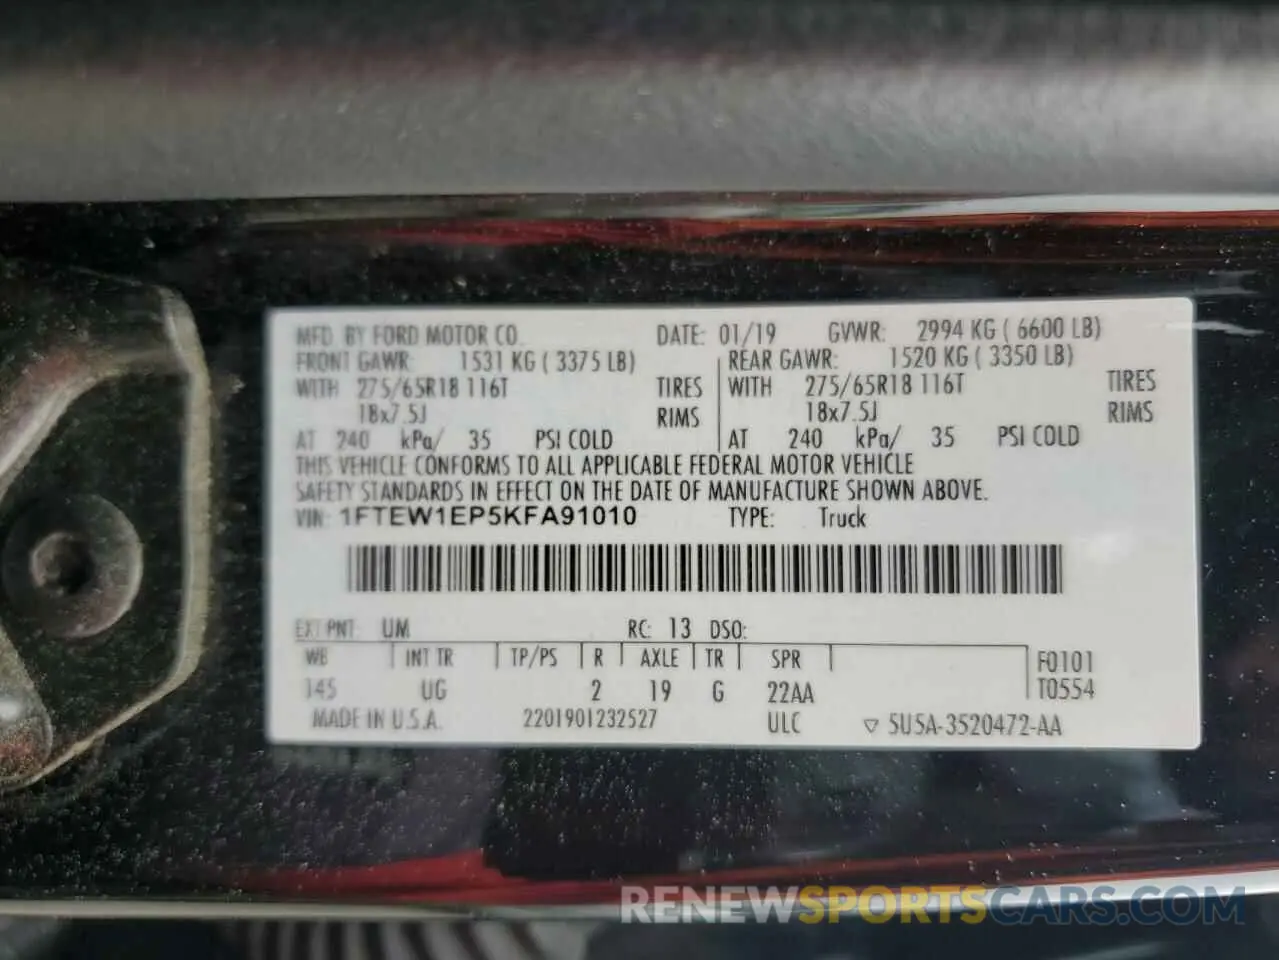 MFD. BY FORD MOTOR CO. DATE: 01/19 GVWR: 2994 KG ( 6600 LB)
FRONT GAWR: 1531 KG ( 3375 LB) REAR GAWR: 1520 KG ( 3350 LB)
WITH 275/65R18 116T TIRES WITH 275/65R18 116T TIRES
18x7.5J RIMS 18x7.5J RIMS
AT 240 kPa/ 35 PSI COLD AT 240 kPa/ 35 PSI COLD
THIS VEHICLE CONFORMS TO ALL APPLICABLE FEDERAL MOTOR VEHICLE
SAFETY STANDARDS IN EFFECT ON THE DATE OF MANUFACTURE SHOWN ABOVE.
VIN: 1FTEW1EP5KFA91010 TYPE: Truck
EXT PNT: UM RC: 13 DSO:
WB INT TR TP/PS R AXLE TR SPR F0101
145 UG 2 19 G 22AA T0554
MADE IN U.S.A. 2201901232527 ULC ▽ 5U5A-3520472-AA
RENEWSPORTSCARS.COM